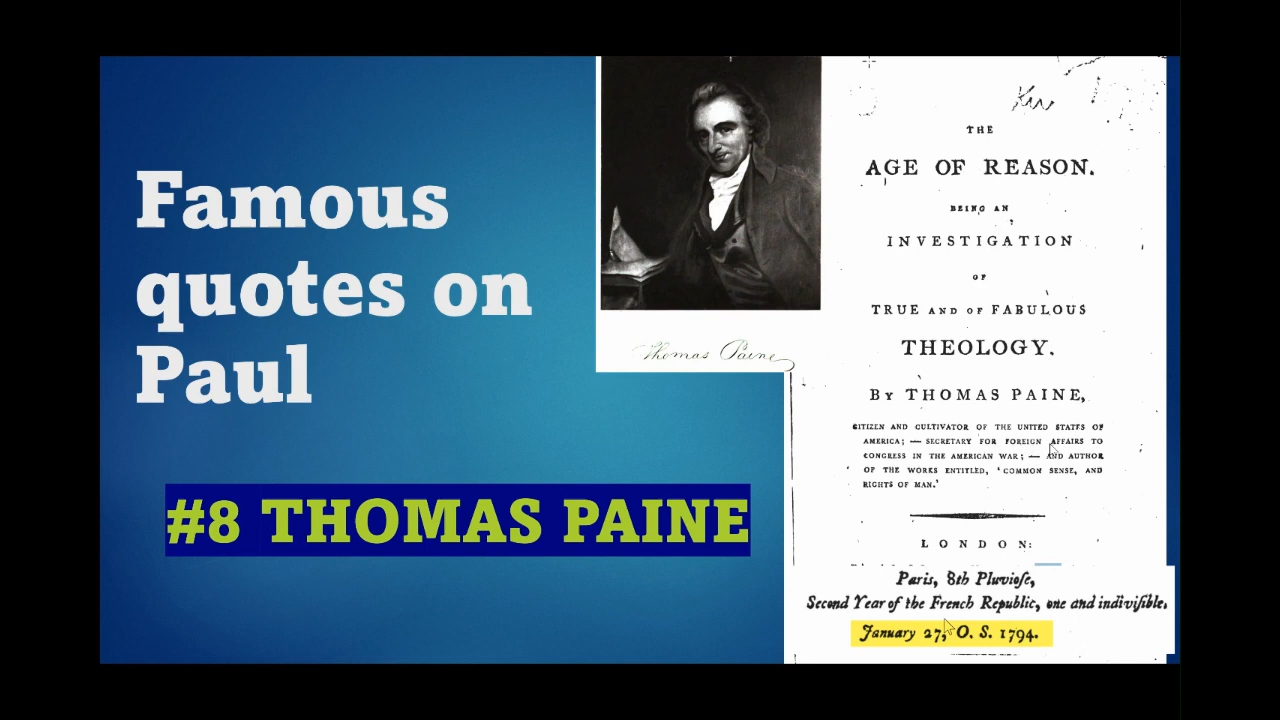 Famous
quotes on
Paul
#8 THOMAS PAINE
Thomas Paine
THE
AGE OF REASON.
BEING AN
INVESTIGATION
OF
TRUE AND OF FABULOUS
THEOLOGY.
BY THOMAS PAINE,
CITIZEN AND CULTIVATOR OF THE UNITED STATES OF
AMERICA; — SECRETARY FOR FOREIGN AFFAIRS TO
CONGRESS IN THE AMERICAN WAR; — AND AUTHOR
OF THE WORKS ENTITLED, 'COMMON SENSE, AND
RIGHTS OF MAN.'
LONDON:
Paris, 8th Pluvioſe,
Second Year of the French Republic, one and indiviſible,
January 27, O. S. 1794.